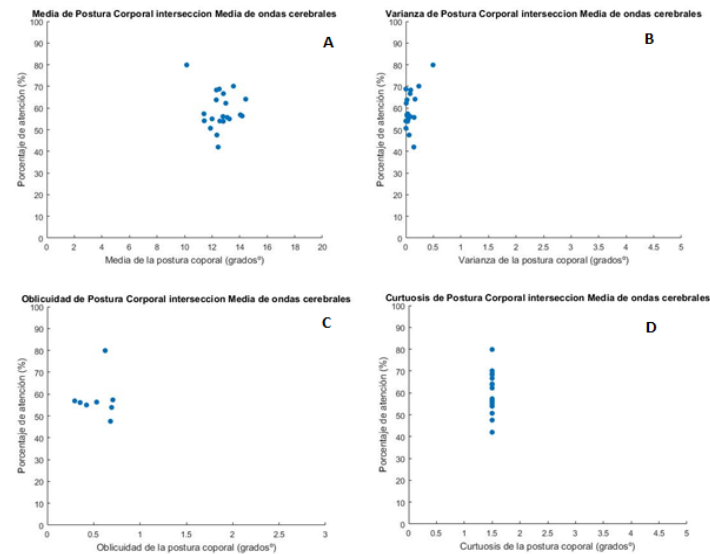 Media de Postura Corporal interseccion Media de ondas cerebrales
A
Porcentaje de atención (%)
100
90
80
70
60
50
40
30
20
10
0
0 2 4 6 8 10 12 14 16 18 20
Media de la postura coporal (gradosº)
Varianza de Postura Corporal interseccion Media de ondas cerebrales
B
Porcentaje de atención (%)
100
90
80
70
60
50
40
30
20
10
0
0 0.5 1 1.5 2 2.5 3 3.5 4 4.5 5
Varianza de la postura coporal (gradosº)
Oblicuidad de Postura Corporal interseccion Media de ondas cerebrales
C
Porcentaje de atención (%)
100
90
80
70
60
50
40
30
20
10
0
0 0.5 1 1.5 2 2.5 3
Oblicuidad de la postura coporal (gradosº)
Curtuosis de Postura Corporal interseccion Media de ondas cerebrales
D
Porcentaje de atención (%)
100
90
80
70
60
50
40
30
20
10
0
0 0.5 1 1.5 2 2.5 3 3.5 4 4.5 5
Curtuosis de la postura coporal (gradosº)